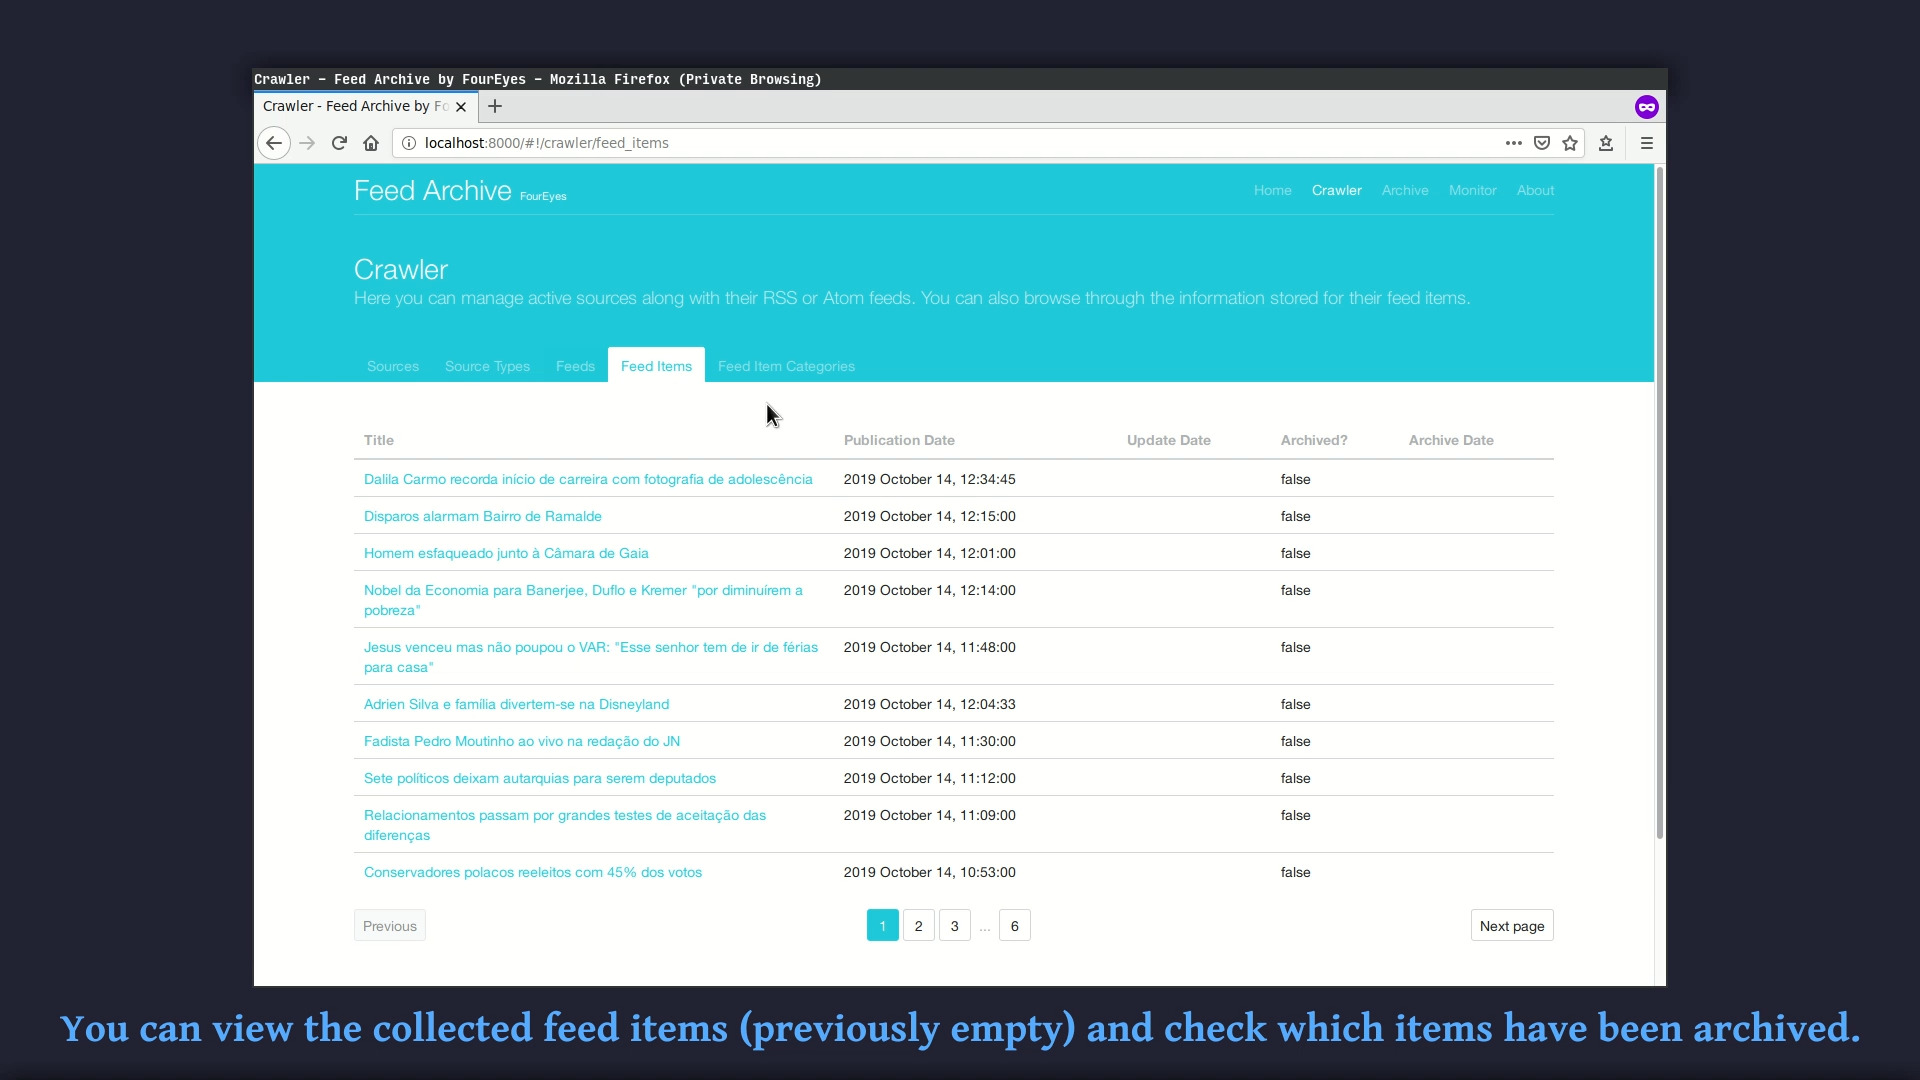 Crawler - Feed Archive by FourEyes - Mozilla Firefox (Private Browsing)
Crawler - Feed Archive by Fo
localhost:8000/#!/crawler/feed_items
Feed Archive FourEyes
Home Crawler Archive Monitor About
Crawler
Here you can manage active sources along with their RSS or Atom feeds. You can also browse through the information stored for their feed items.
Sources Source Types Feeds Feed Items Feed Item Categories
Title Publication Date Update Date Archived? Archive Date
Dalila Carmo recorda início de carreira com fotografia de adolescência 2019 October 14, 12:34:45 false
Disparos alarmam Bairro de Ramalde 2019 October 14, 12:15:00 false
Homem esfaqueado junto à Câmara de Gaia 2019 October 14, 12:01:00 false
Nobel da Economia para Banerjee, Duflo e Kremer "por diminuírem a 2019 October 14, 12:14:00 false
pobreza"
Jesus venceu mas não poupou o VAR: "Esse senhor tem de ir de férias 2019 October 14, 11:48:00 false
para casa"
Adrien Silva e família divertem-se na Disneyland 2019 October 14, 12:04:33 false
Fadista Pedro Moutinho ao vivo na redação do JN 2019 October 14, 11:30:00 false
Sete políticos deixam autarquias para serem deputados 2019 October 14, 11:12:00 false
Relacionamentos passam por grandes testes de aceitação das 2019 October 14, 11:09:00 false
diferenças
Conservadores polacos reeleitos com 45% dos votos 2019 October 14, 10:53:00 false
Previous 1 2 3 ... 6 Next page
You can view the collected feed items (previously empty) and check which items have been archived.